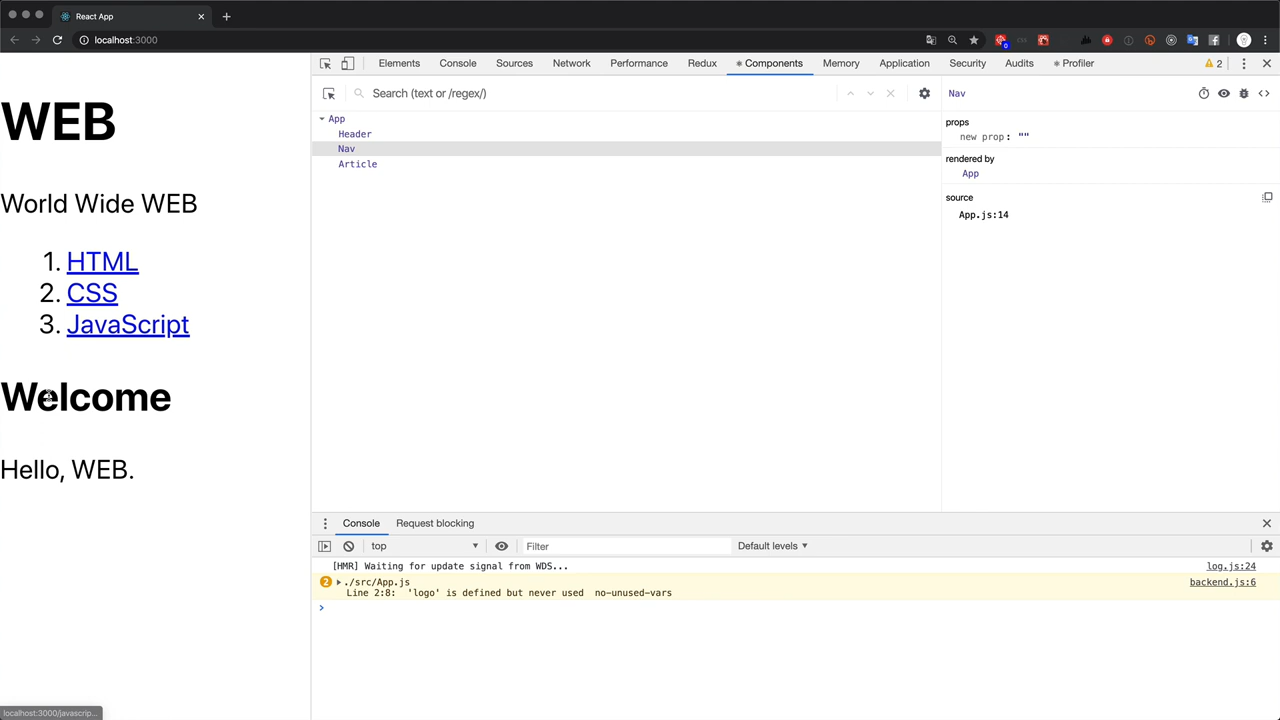 React App
localhost:3000
WEB
World Wide WEB
1. HTML
2. CSS
3. JavaScript
Welcome
Hello, WEB.
localhost:3000/javascrip...
Elements Console Sources Network Performance Redux Components Memory Application Security Audits Profiler 2
Search (text or /regex/)
App
Header
Nav
Article
Nav
props
new prop: ""
rendered by
App
source
App.js:14
Console Request blocking
top Filter Default levels
[HMR] Waiting for update signal from WDS... log.js:24
2 ./src/App.js backend.js:6
Line 2:8: 'logo' is defined but never used no-unused-vars